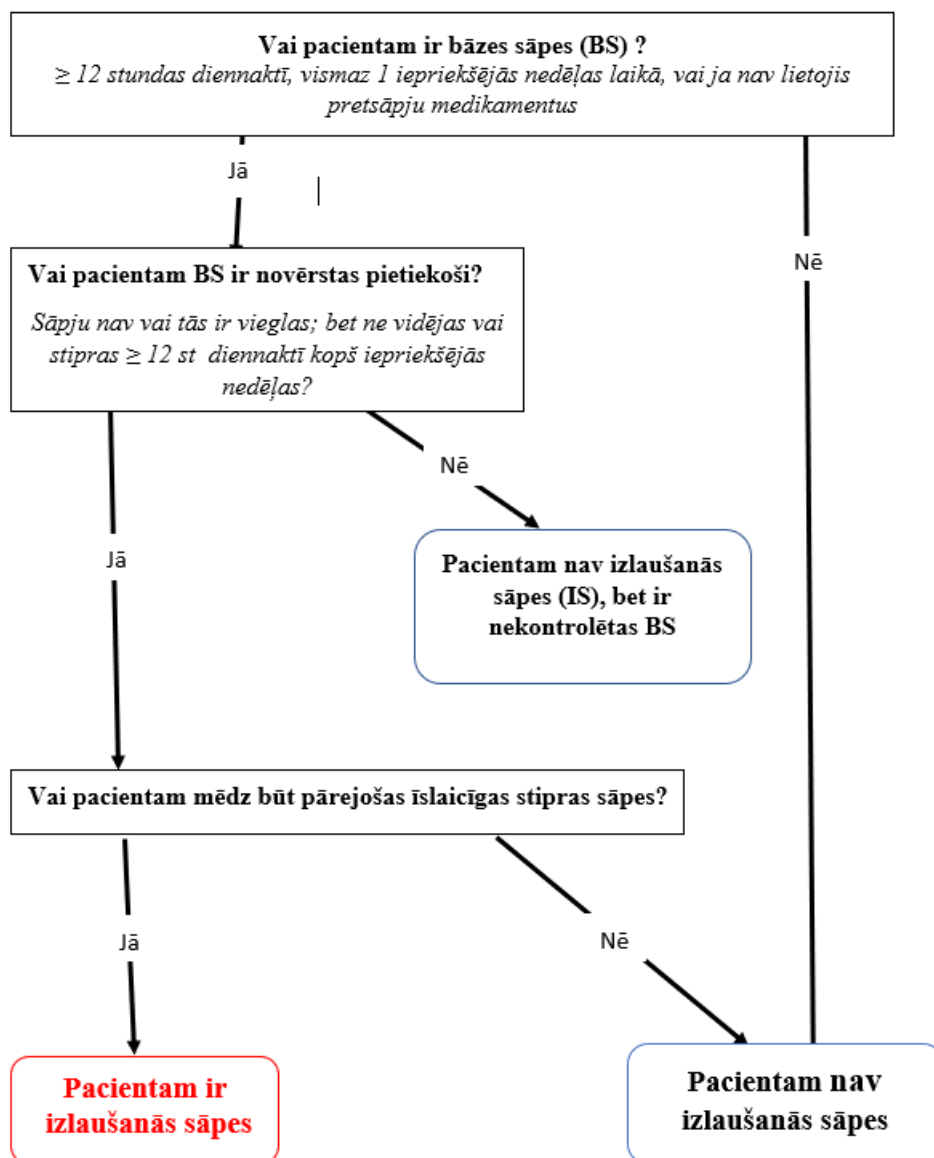 Vai pacientam ir bāzes sāpes (BS) ?
≥ 12 stundas diennaktī, vismaz 1 iepriekšējās nedēļas laikā, vai ja nav lietojis
pretsāpju medikamentus
Jā
Nē
Vai pacientam BS ir novērstas pietiekoši?
Sāpju nav vai tās ir vieglas; bet ne vidējas vai
stipras ≥ 12 st diennaktī kopš iepriekšējās
nedēļas?
Nē
Jā
Pacientam nav izlaušanās
sāpes (IS), bet ir
nekontrolētas BS
Vai pacientam mēdz būt pārejošas īslaicīgas stipras sāpes?
Jā
Nē
Pacientam ir
izlaušanās sāpes
Pacientam nav
izlaušanās sāpes